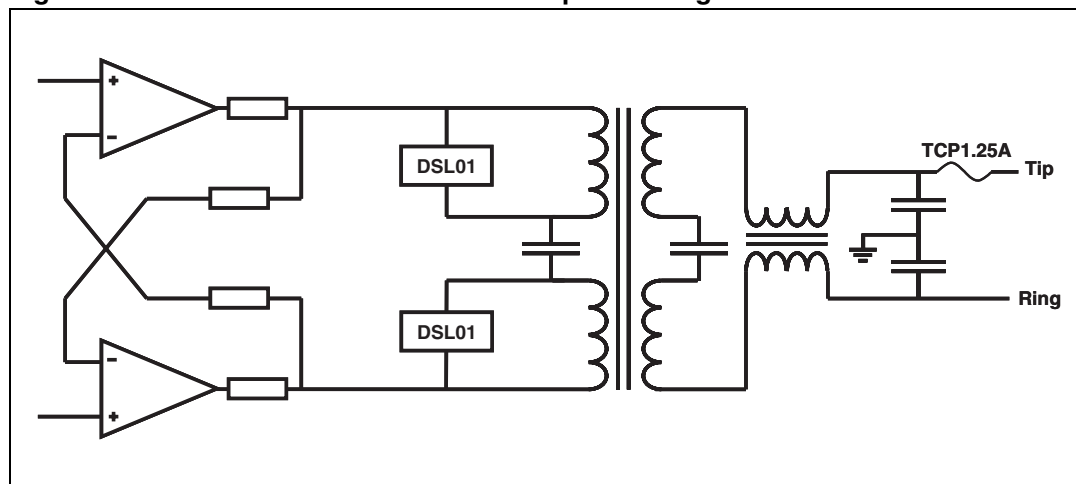 +
-
DSL01
TCP1.25A
Tip
DSL01
Ring
-
+